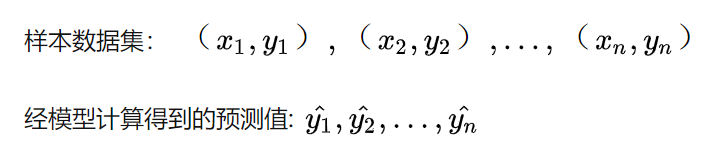 样本数据集： （x₁,y₁），（x₂,y₂），...，（xₙ,yₙ）
经模型计算得到的预测值: ŷ₁,ŷ₂,...,ŷₙ